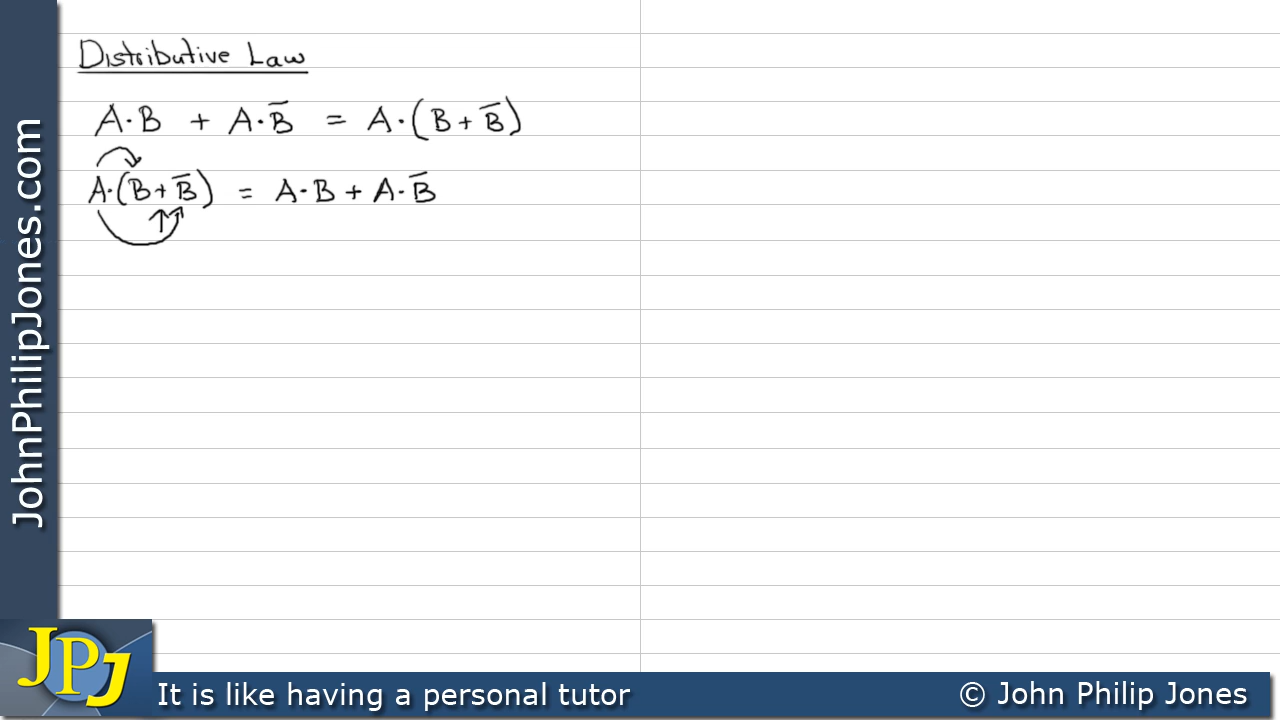 Distributive Law
A·B + A·B̅ = A·(B + B̅)
A·(B + B̅) = A·B + A·B̅
JohnPhilipJones.com
JPJ
It is like having a personal tutor
© John Philip Jones